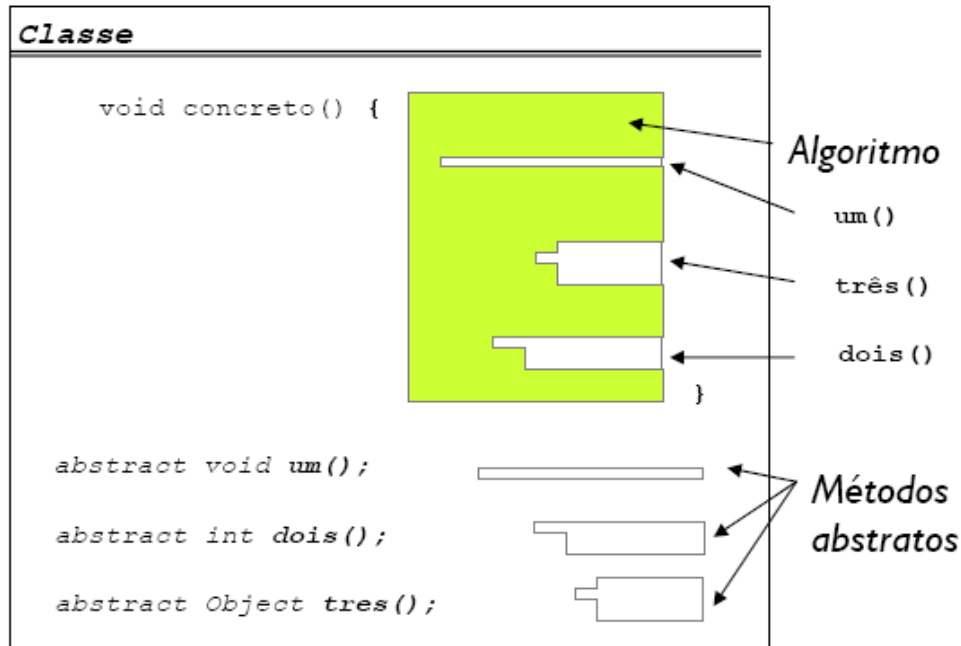 Classe
void concreto() {
Algoritmo
um()
três()
dois()
}
abstract void um();
abstract int dois();
abstract Object tres();
Métodos
abstratos